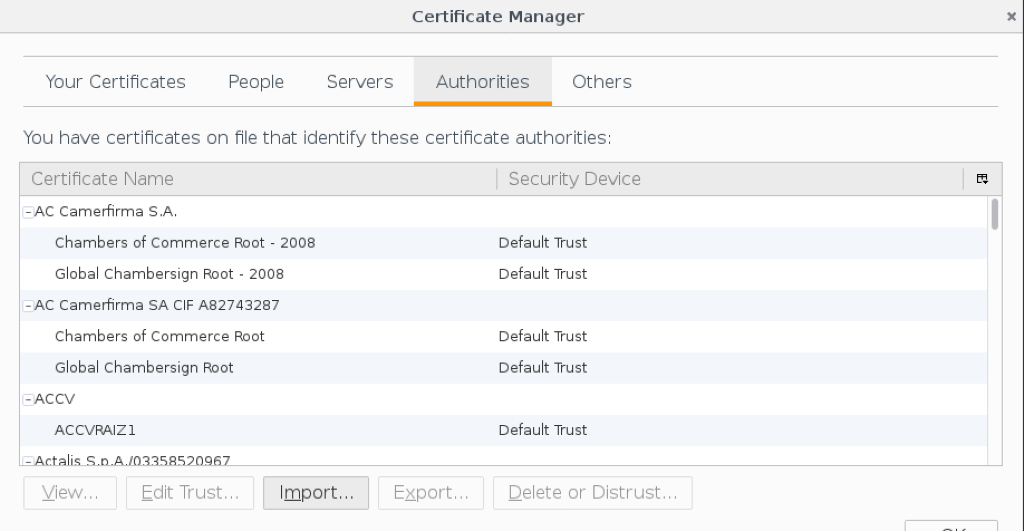 Certificate Manager
Your Certificates People Servers Authorities Others
You have certificates on file that identify these certificate authorities:
Certificate Name Security Device
AC Camerfirma S.A.
Chambers of Commerce Root - 2008 Default Trust
Global Chambersign Root - 2008 Default Trust
AC Camerfirma SA CIF A82743287
Chambers of Commerce Root Default Trust
Global Chambersign Root Default Trust
ACCV
ACCVRAIZ1 Default Trust
Actalis S.p.A./03358520967
View... Edit Trust... Import... Export... Delete or Distrust...
OK